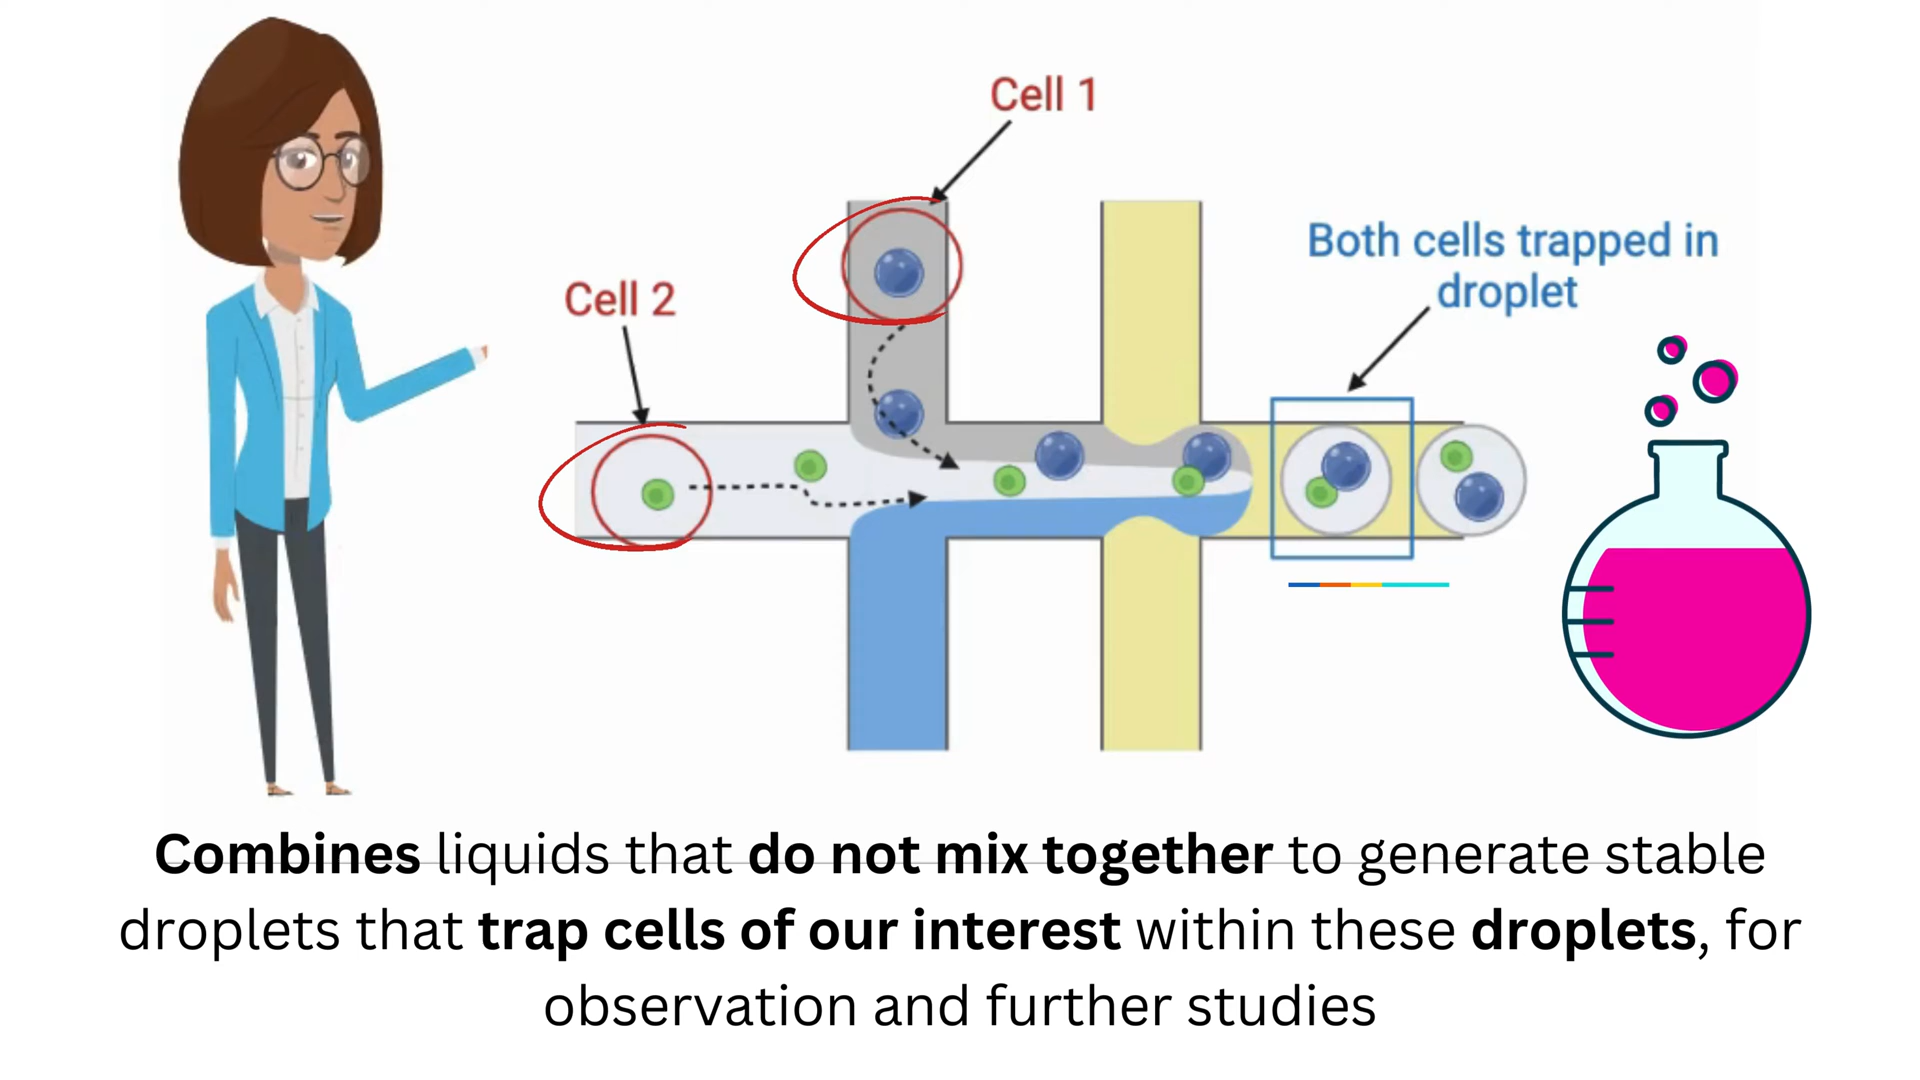 Cell 1
Cell 2
Both cells trapped in
droplet
Combines liquids that do not mix together to generate stable
droplets that trap cells of our interest within these droplets, for
observation and further studies